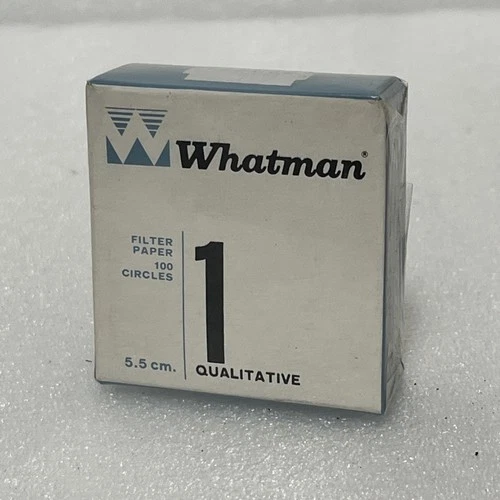 Whatman®
FILTER
PAPER
100
CIRCLES
1
5.5 cm.
QUALITATIVE